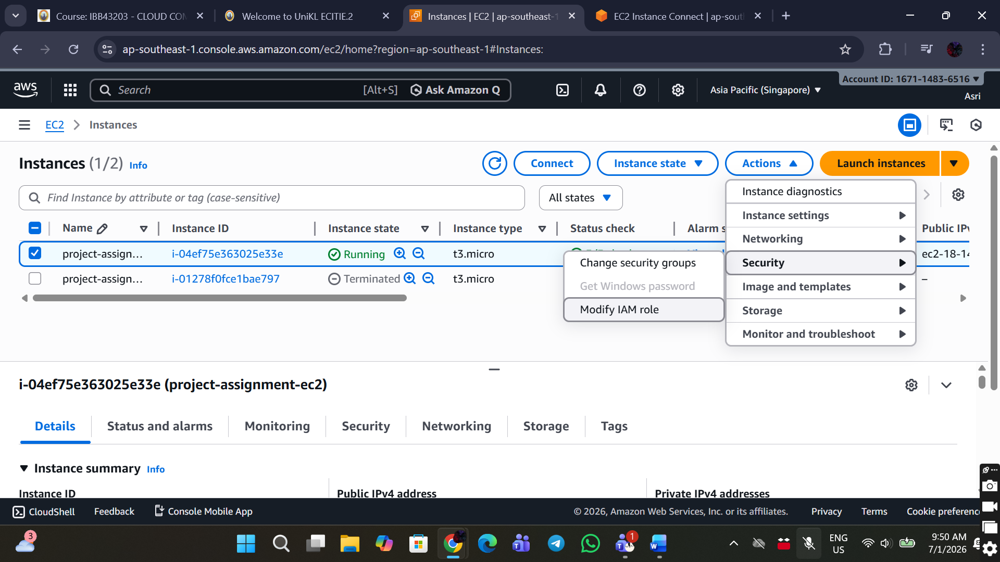 Course: IBB43203 - CLOUD CON
Welcome to UniKL ECITIE.2
Instances | EC2 | ap-southeast-1
EC2 Instance Connect | ap-sout
ap-southeast-1.console.aws.amazon.com/ec2/home?region=ap-southeast-1#Instances:
aws
Search
[Alt+S]
Ask Amazon Q
Asia Pacific (Singapore)
Account ID: 1671-1483-6516
Asri
EC2
Instances
Instances (1/2) Info
Connect
Instance state
Actions
Launch instances
Find Instance by attribute or tag (case-sensitive)
All states
Instance diagnostics
Instance settings
Networking
Security
Image and templates
Storage
Monitor and troubleshoot
Change security groups
Get Windows password
Modify IAM role
Name
Instance ID
Instance state
Instance type
Status check
Alarm s
Public IPv
project-assign...
i-04ef75e363025e33e
Running
t3.micro
ec2-18-14
project-assign...
i-01278f0fce1bae797
Terminated
t3.micro
–
i-04ef75e363025e33e (project-assignment-ec2)
Details
Status and alarms
Monitoring
Security
Networking
Storage
Tags
Instance summary Info
Instance ID
Public IPv4 address
Private IPv4 addresses
CloudShell
Feedback
Console Mobile App
© 2026, Amazon Web Services, Inc. or its affiliates.
Privacy
Terms
Cookie preference
3
1
ENG
US
9:50 AM
7/1/2026